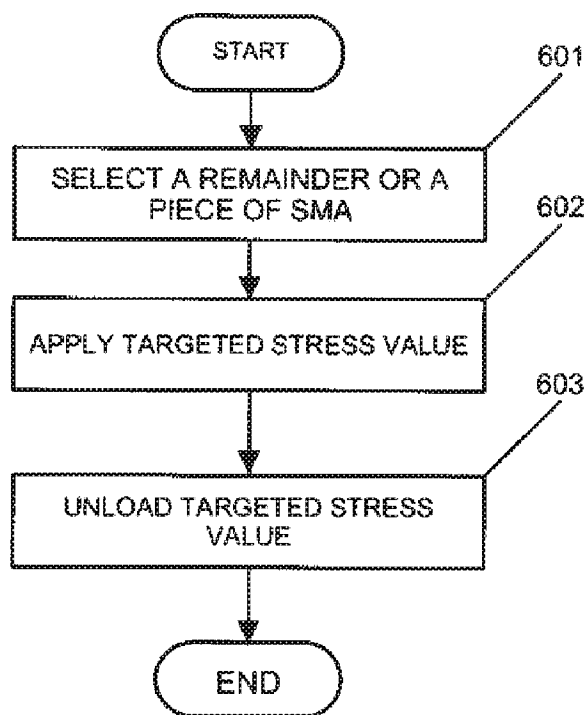 START
601
SELECT A REMAINDER OR A
PIECE OF SMA
602
APPLY TARGETED STRESS VALUE
603
UNLOAD TARGETED STRESS
VALUE
END